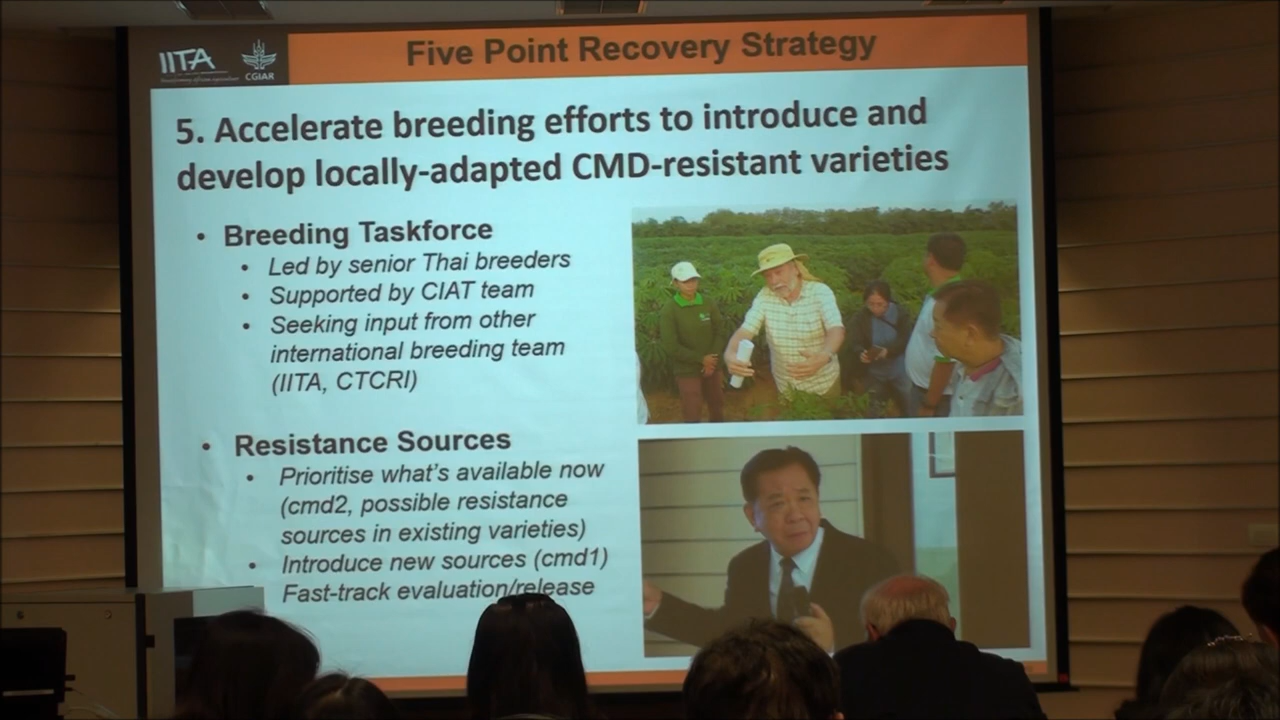 IITA
CGIAR
Five Point Recovery Strategy
5. Accelerate breeding efforts to introduce and
develop locally-adapted CMD-resistant varieties
• Breeding Taskforce
• Led by senior Thai breeders
• Supported by CIAT team
• Seeking input from other
international breeding team
(IITA, CTCRI)
• Resistance Sources
• Prioritise what's available now
(cmd2, possible resistance
sources in existing varieties)
• Introduce new sources (cmd1)
Fast-track evaluation/release